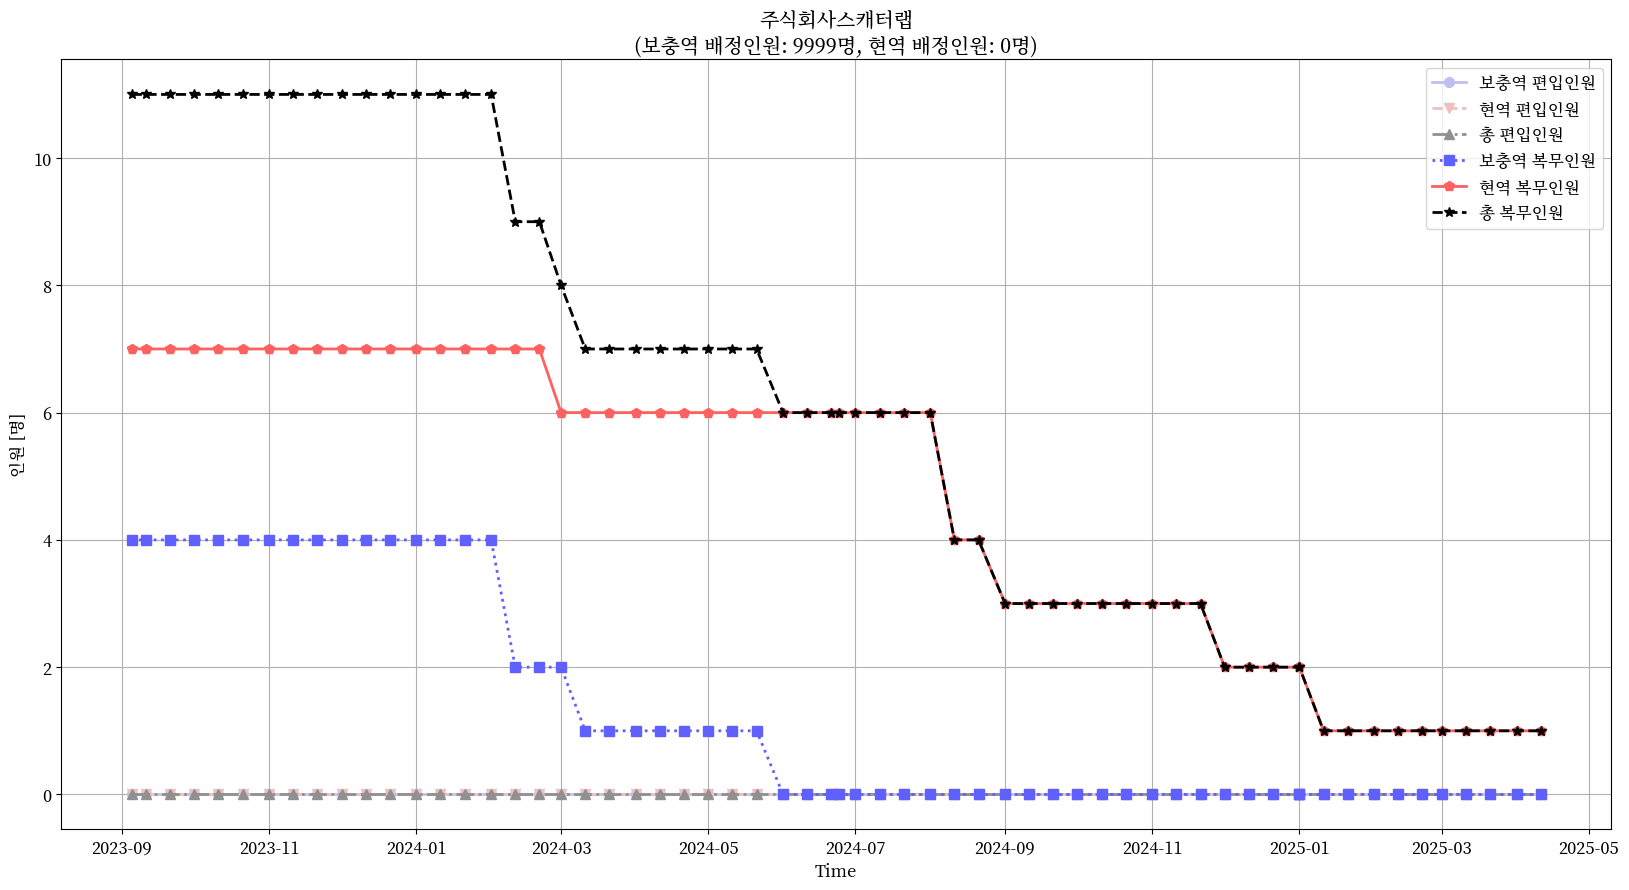 주식회사스캐터랩
(보충역 배정인원: 9999명, 현역 배정인원: 0명)
보충역 편입인원
현역 편입인원
총 편입인원
보충역 복무인원
현역 복무인원
총 복무인원
인원 [명]
10
8
6
4
2
0
2023-09
2023-11
2024-01
2024-03
2024-05
2024-07
2024-09
2024-11
2025-01
2025-03
2025-05
Time